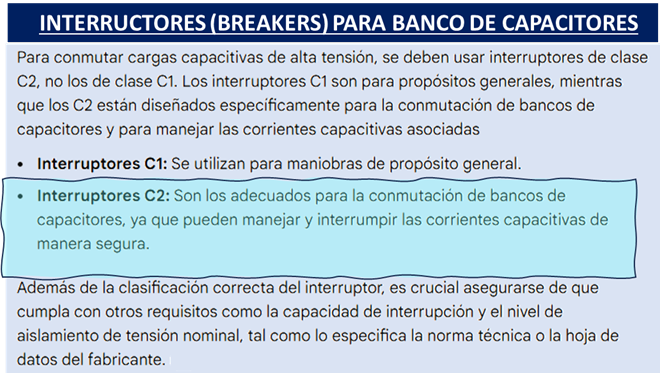 INTERRUCTORES (BREAKERS) PARA BANCO DE CAPACITORES
Para conmutar cargas capacitivas de alta tensión, se deben usar interruptores de clase
C2, no los de clase C1. Los interruptores C1 son para propósitos generales, mientras
que los C2 están diseñados específicamente para la conmutación de bancos de
capacitores y para manejar las corrientes capacitivas asociadas
• Interruptores C1: Se utilizan para maniobras de propósito general.
• Interruptores C2: Son los adecuados para la conmutación de bancos de
capacitores, ya que pueden manejar y interrumpir las corrientes capacitivas de
manera segura.
Además de la clasificación correcta del interruptor, es crucial asegurarse de que
cumpla con otros requisitos como la capacidad de interrupción y el nivel de
aislamiento de tensión nominal, tal como lo especifica la norma técnica o la hoja de
datos del fabricante.